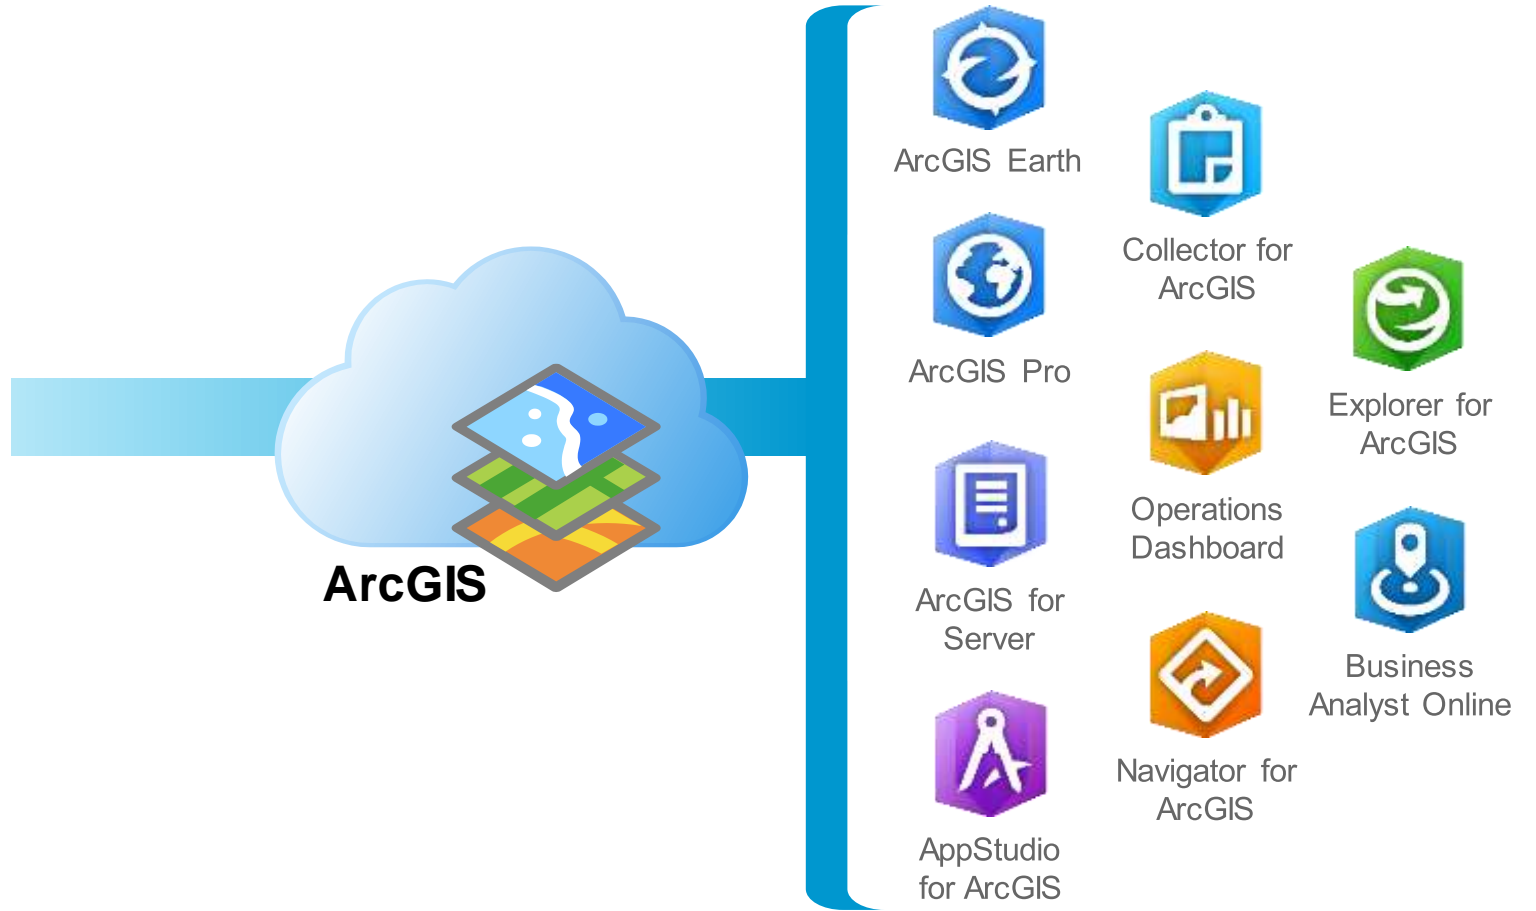 ArcGIS
ArcGIS Earth
ArcGIS Pro
ArcGIS for
Server
AppStudio
for ArcGIS
Collector for
ArcGIS
Operations
Dashboard
Navigator for
ArcGIS
Explorer for
ArcGIS
Business
Analyst Online